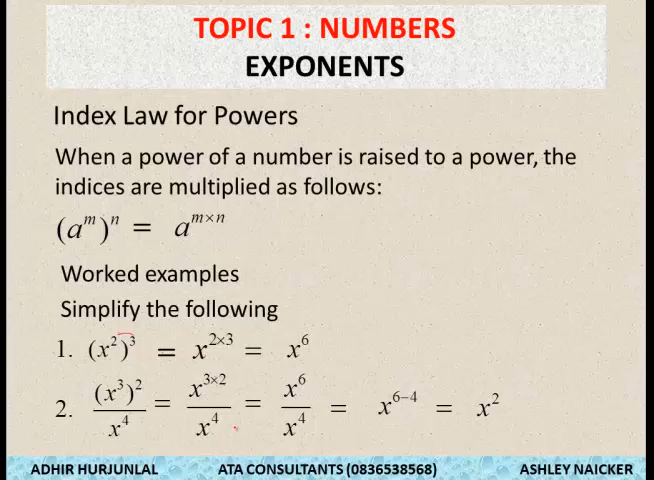 TOPIC 1 : NUMBERS
EXPONENTS
Index Law for Powers
When a power of a number is raised to a power, the
indices are multiplied as follows:
(a^m)^n = a^{m×n}
Worked examples
Simplify the following
1. (x^2)^3 = x^{2×3} = x^6
2. (x^3)^2/x^4 = x^{3×2}/x^4 = x^6/x^4 = x^{6−4} = x^2
ADHIR HURJUNLAL ATA CONSULTANTS (0836538568) ASHLEY NAICKER